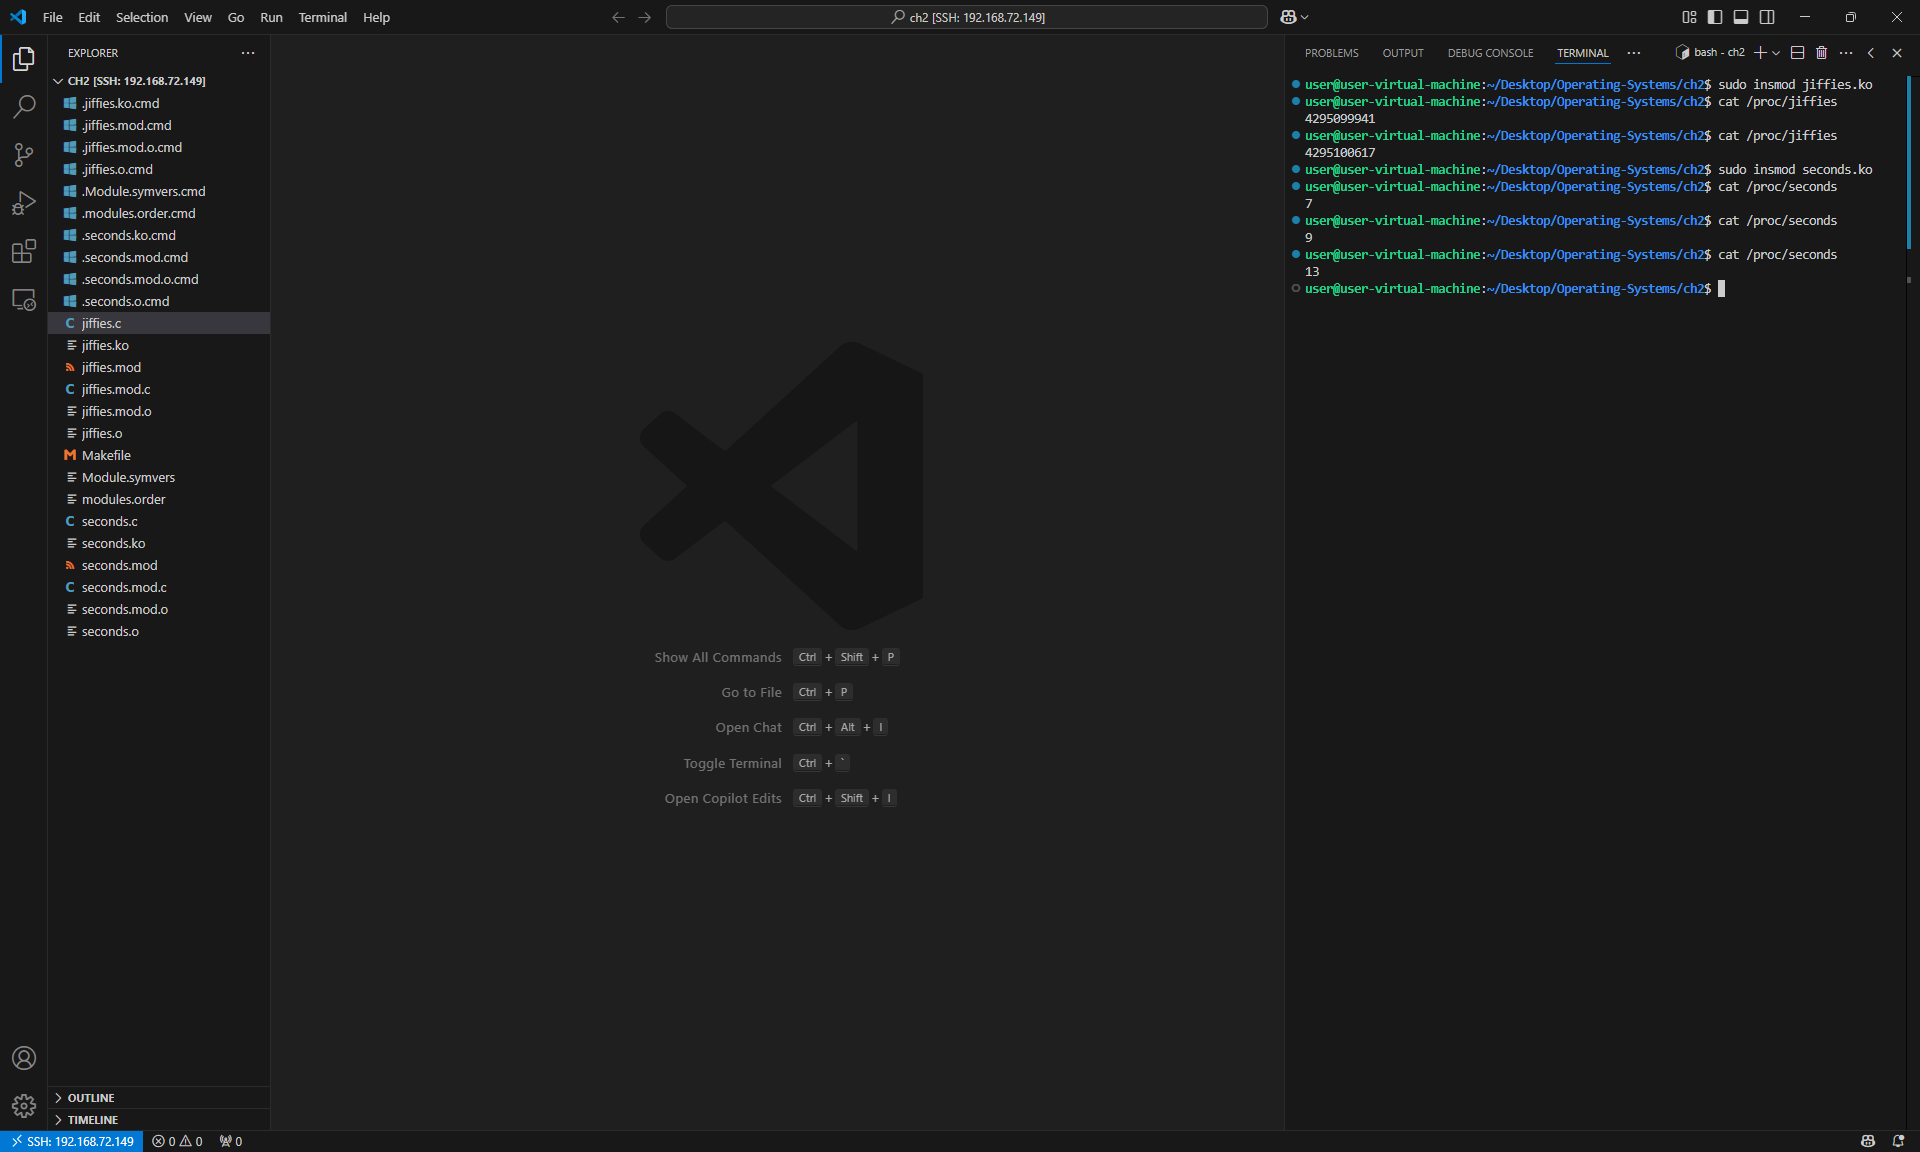 File Edit Selection View Go Run Terminal Help
ch2 [SSH: 192.168.72.149]
EXPLORER
CH2 [SSH: 192.168.72.149]
.jiffies.ko.cmd
.jiffies.mod.cmd
.jiffies.mod.o.cmd
.jiffies.o.cmd
.Module.symvers.cmd
.modules.order.cmd
.seconds.ko.cmd
.seconds.mod.cmd
.seconds.mod.o.cmd
.seconds.o.cmd
C jiffies.c
jiffies.ko
jiffies.mod
C jiffies.mod.c
jiffies.mod.o
jiffies.o
M Makefile
Module.symvers
modules.order
C seconds.c
seconds.ko
seconds.mod
C seconds.mod.c
seconds.mod.o
seconds.o
OUTLINE
TIMELINE
Show All Commands Ctrl + Shift + P
Go to File Ctrl + P
Open Chat Ctrl + Alt + I
Toggle Terminal Ctrl + `
Open Copilot Edits Ctrl + Shift + I
PROBLEMS OUTPUT DEBUG CONSOLE TERMINAL ··· bash - ch2
user@user-virtual-machine:~/Desktop/Operating-Systems/ch2$ sudo insmod jiffies.ko
user@user-virtual-machine:~/Desktop/Operating-Systems/ch2$ cat /proc/jiffies
4295099941
user@user-virtual-machine:~/Desktop/Operating-Systems/ch2$ cat /proc/jiffies
4295100617
user@user-virtual-machine:~/Desktop/Operating-Systems/ch2$ sudo insmod seconds.ko
user@user-virtual-machine:~/Desktop/Operating-Systems/ch2$ cat /proc/seconds
7
user@user-virtual-machine:~/Desktop/Operating-Systems/ch2$ cat /proc/seconds
9
user@user-virtual-machine:~/Desktop/Operating-Systems/ch2$ cat /proc/seconds
13
user@user-virtual-machine:~/Desktop/Operating-Systems/ch2$
SSH: 192.168.72.149 0 0 0